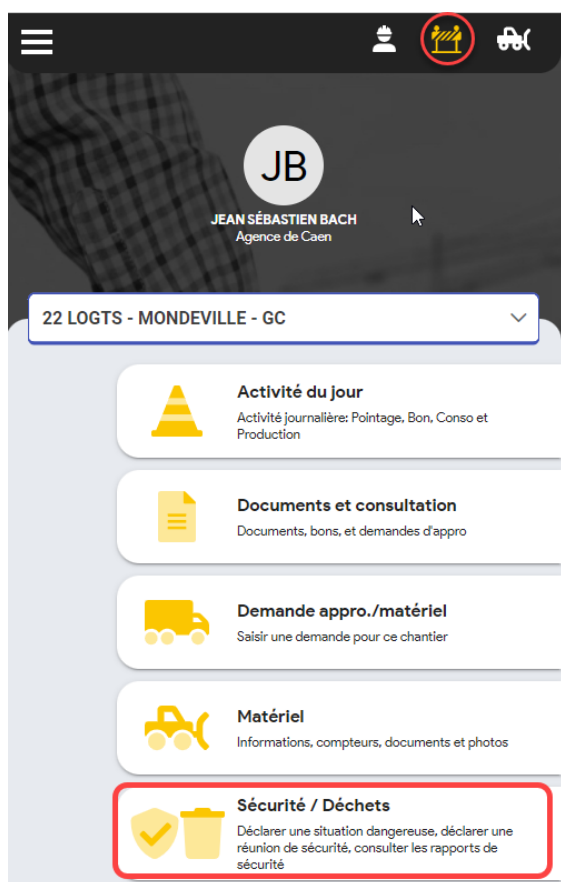 JB
JEAN SÉBASTIEN BACH
Agence de Caen
22 LOGTS - MONDEVILLE - GC
Activité du jour
Activité journalière: Pointage, Bon, Conso et
Production
Documents et consultation
Documents, bons, et demandes d'appro
Demande appro./matériel
Saisir une demande pour ce chantier
Matériel
Informations, compteurs, documents et photos
Sécurité / Déchets
Déclarer une situation dangereuse, déclarer une
réunion de sécurité, consulter les rapports de
sécurité